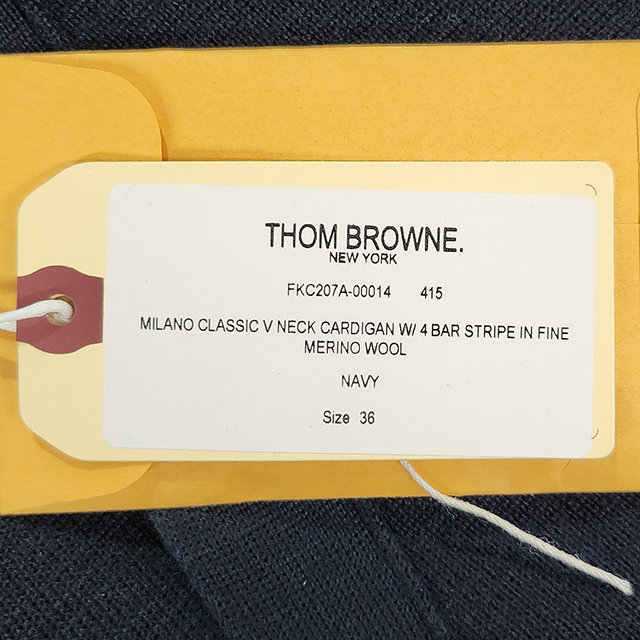 THOM BROWNE.
NEW YORK
FKC207A-00014 415
MILANO CLASSIC V NECK CARDIGAN W/ 4 BAR STRIPE IN FINE
MERINO WOOL
NAVY
Size 36